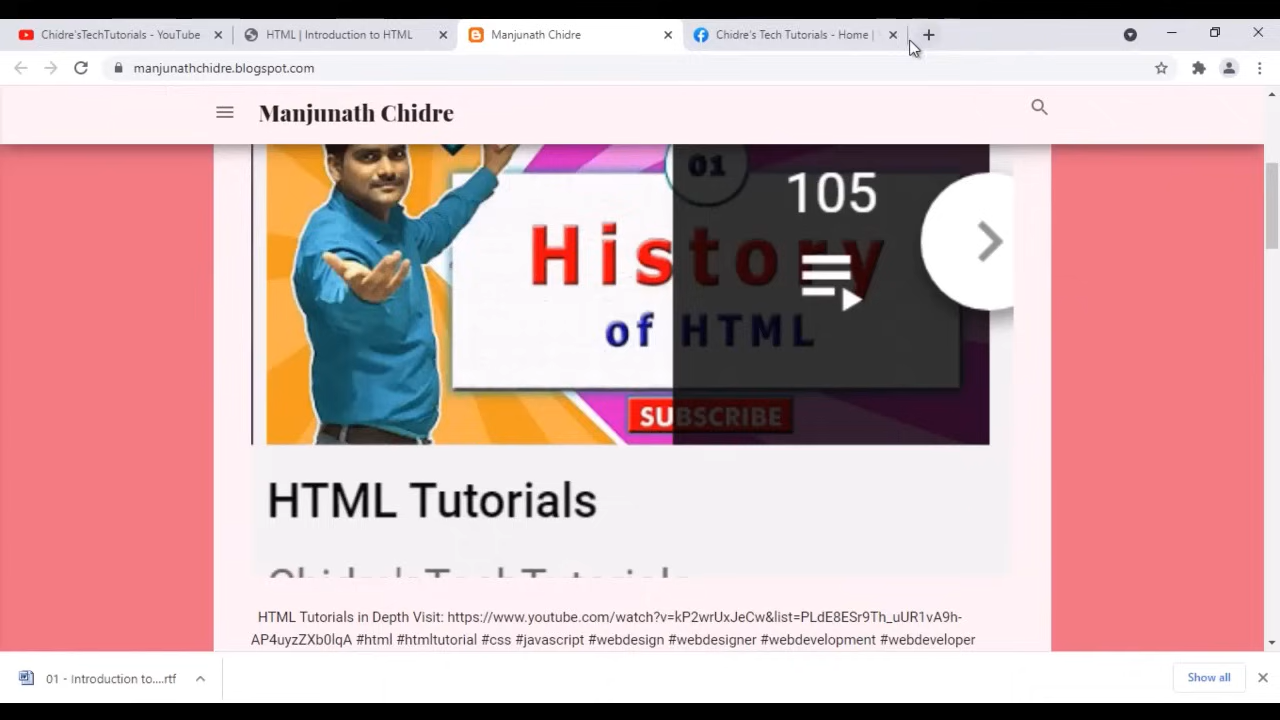 Chidre'sTechTutorials - YouTube
HTML | Introduction to HTML
Manjunath Chidre
Chidre's Tech Tutorials - Home |
manjunathchidre.blogspot.com
Manjunath Chidre
01
105
History
of HTML
SUBSCRIBE
HTML Tutorials
Chidre'sTechTutorials
HTML Tutorials in Depth Visit: https://www.youtube.com/watch?v=kP2wrUxJeCw&list=PLdE8ESr9Th_uUR1vA9h-
AP4uyzZXb0lqA #html #htmltutorial #css #javascript #webdesign #webdesigner #webdevelopment #webdeveloper
01 - Introduction to....rtf
Show all